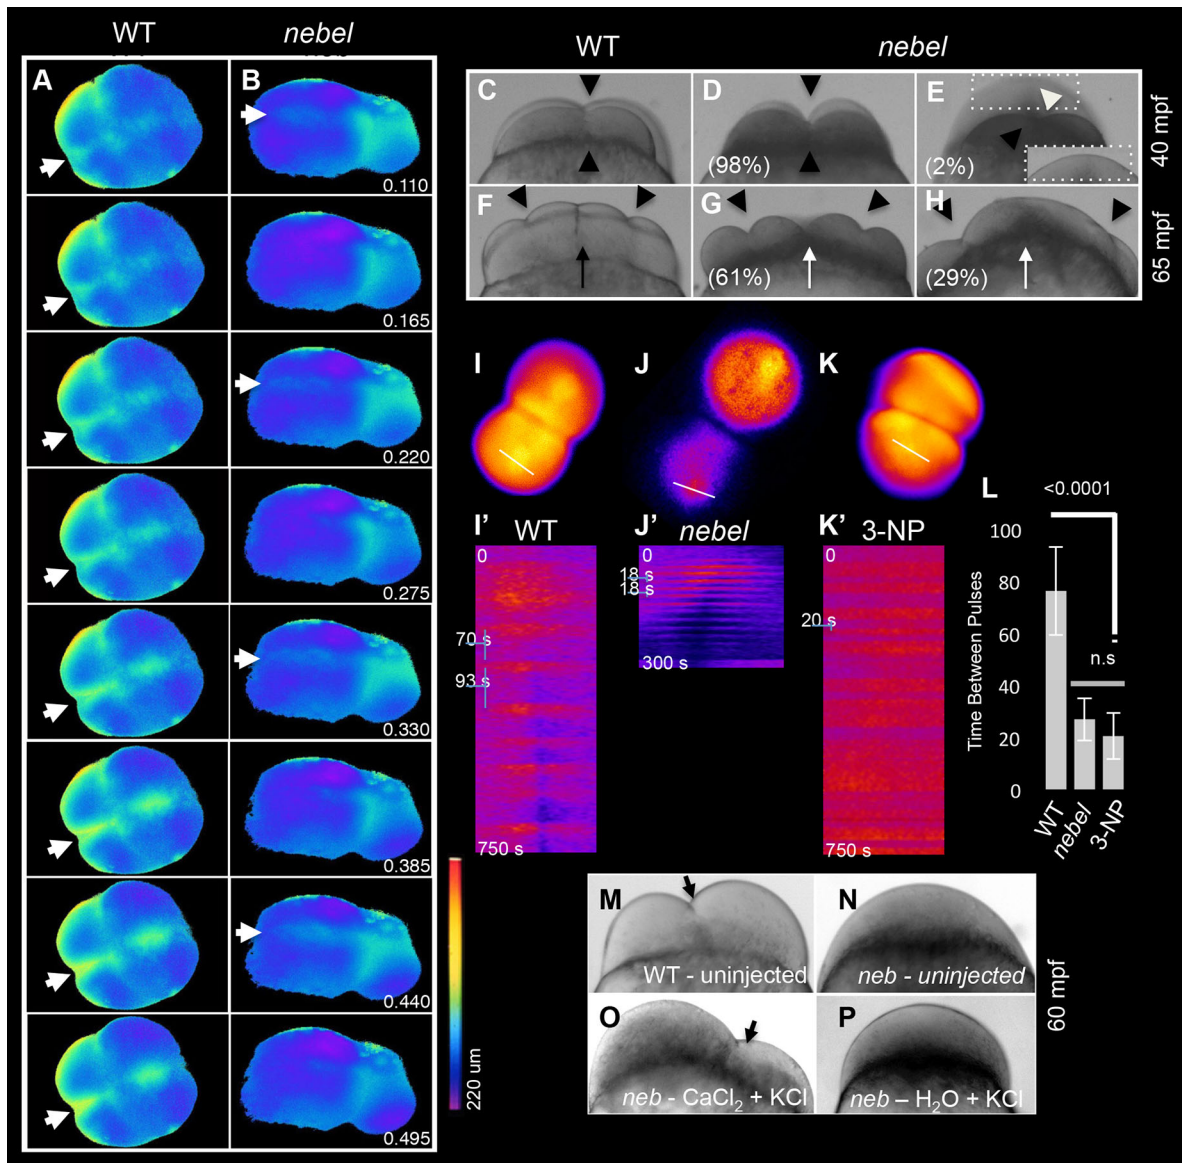 WT
nebel
A
B
0.110
0.165
0.220
0.275
0.330
0.385
0.440
0.495
220 um
WT
nebel
C
D
(98%)
E
(2%)
40 mpf
F
G
(61%)
H
(29%)
65 mpf
I
J
K
I’ WT
0
70 s
93 s
750 s
J’ nebel
0
18 s
18 s
300 s
K’ 3-NP
0
20 s
750 s
L
<0.0001
n.s
Time Between Pulses
100
80
60
40
20
0
WT
nebel
3-NP
M
WT - uninjected
N
neb - uninjected
O
neb - CaCl₂ + KCl
P
neb – H₂O + KCl
60 mpf